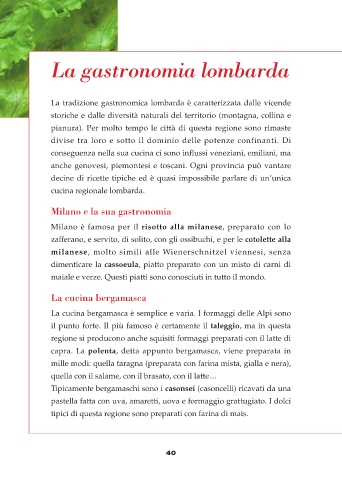 La gastronomia lombarda
La tradizione gastronomica lombarda è caratterizzata dalle vicende
storiche e dalle diversità naturali del territorio (montagna, collina e
pianura). Per molto tempo le città di questa regione sono rimaste
divise tra loro e sotto il dominio delle potenze confinanti. Di
conseguenza nella sua cucina ci sono influssi veneziani, emiliani, ma
anche genovesi, piemontesi e toscani. Ogni provincia può vantare
decine di ricette tipiche ed è quasi impossibile parlare di un'unica
cucina regionale lombarda.
Milano e la sua gastronomia
Milano è famosa per il risotto alla milanese, preparato con lo
zafferano, e servito, di solito, con gli ossibuchi, e per le cotolette alla
milanese, molto simili alle Wienerschnitzel viennesi, senza
dimenticare la cassoeula, piatto preparato con un misto di carni di
maiale e verze. Questi piatti sono conosciuti in tutto il mondo.
La cucina bergamasca
La cucina bergamasca è semplice e varia. I formaggi delle Alpi sono
il punto forte. Il più famoso è certamente il taleggio, ma in questa
regione si producono anche squisiti formaggi preparati con il latte di
capra. La polenta, detta appunto bergamasca, viene preparata in
mille modi: quella taragna (preparata con farina mista, gialla e nera),
quella con il salame, con il brasato, con il latte…
Tipicamente bergamaschi sono i casonsei (casoncelli) ricavati da una
pastella fatta con uva, amaretti, uova e formaggio grattugiato. I dolci
tipici di questa regione sono preparati con farina di mais.
40